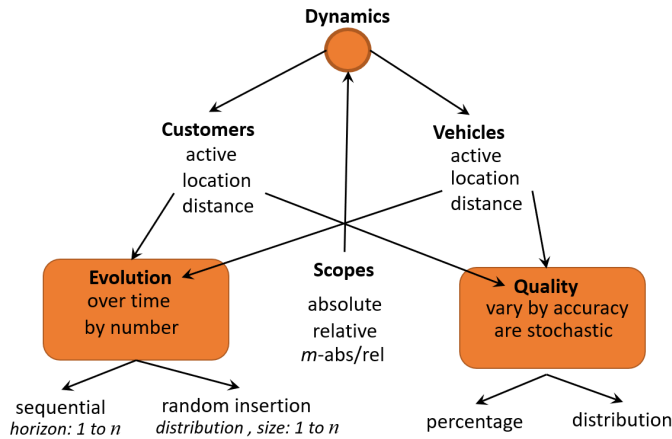 Dynamics
Customers
active
location
distance
Vehicles
active
location
distance
Evolution
over time
by number
Scopes
absolute
relative
m-abs/rel
Quality
vary by accuracy
are stochastic
sequential
horizon: 1 to n
random insertion
distribution , size: 1 to n
percentage
distribution